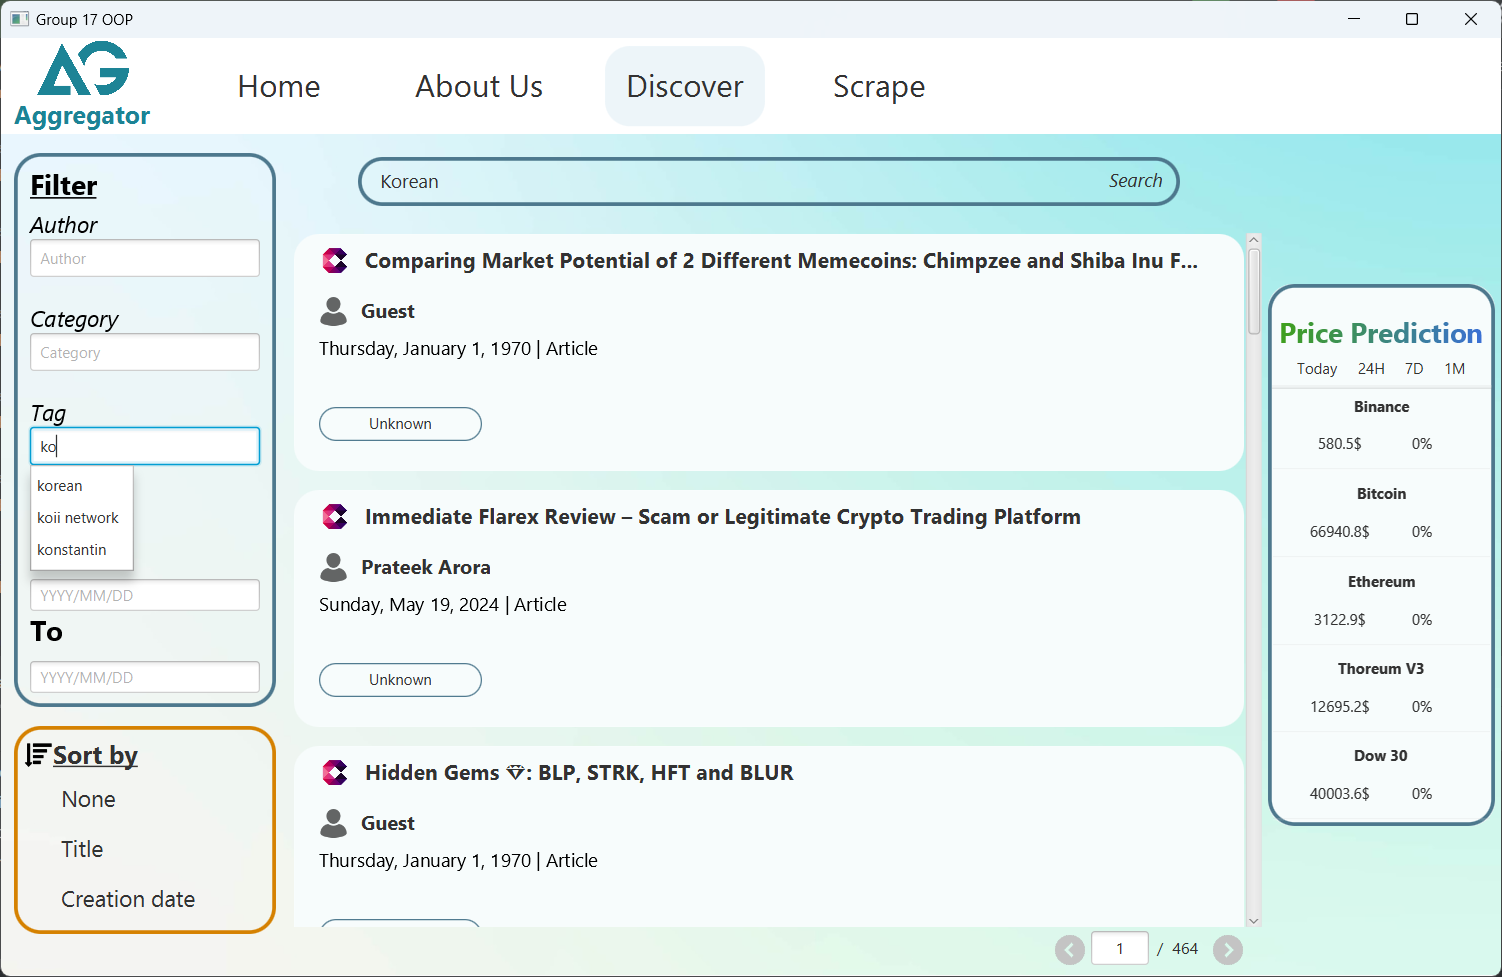 Group 17 OOP
AG
Aggregator
Home
About Us
Discover
Scrape
Filter
Author
Author
Category
Category
Tag
ko
korean
koii network
konstantin
YYYY/MM/DD
To
YYYY/MM/DD
Sort by
None
Title
Creation date
Korean
Search
Comparing Market Potential of 2 Different Memecoins: Chimpzee and Shiba Inu F...
Guest
Thursday, January 1, 1970 | Article
Unknown
Immediate Flarex Review – Scam or Legitimate Crypto Trading Platform
Prateek Arora
Sunday, May 19, 2024 | Article
Unknown
Hidden Gems 💎: BLP, STRK, HFT and BLUR
Guest
Thursday, January 1, 1970 | Article
1 / 464
Price Prediction
Today 24H 7D 1M
Binance
580.5$ 0%
Bitcoin
66940.8$ 0%
Ethereum
3122.9$ 0%
Thoreum V3
12695.2$ 0%
Dow 30
40003.6$ 0%